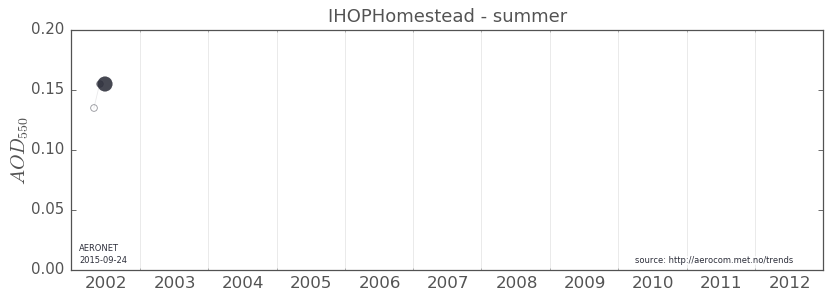 IHOPHomestead - summer
0.20
0.15
0.10
0.05
0.00
AOD550
AERONET
2015-09-24
source: http://aerocom.met.no/trends
2002 2003 2004 2005 2006 2007 2008 2009 2010 2011 2012